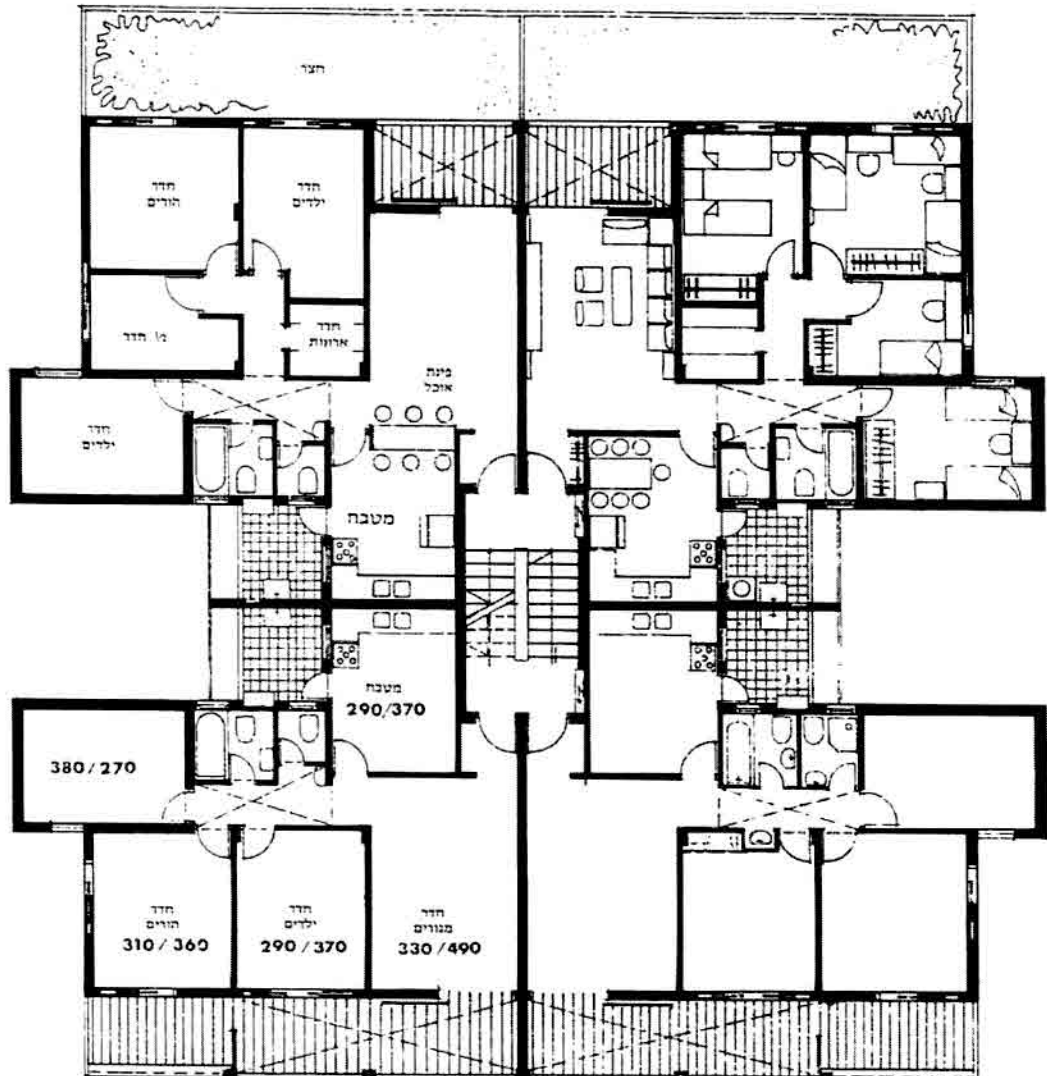 חצר
חדר
הורים
חדר
ילדים
½ חדר
חדר
ארונות
פינת
אוכל
חדר
ילדים
מטבח
מטבח
290/370
380/270
חדר
הורים
310/360
חדר
ילדים
290/370
חדר
מגורים
330/490